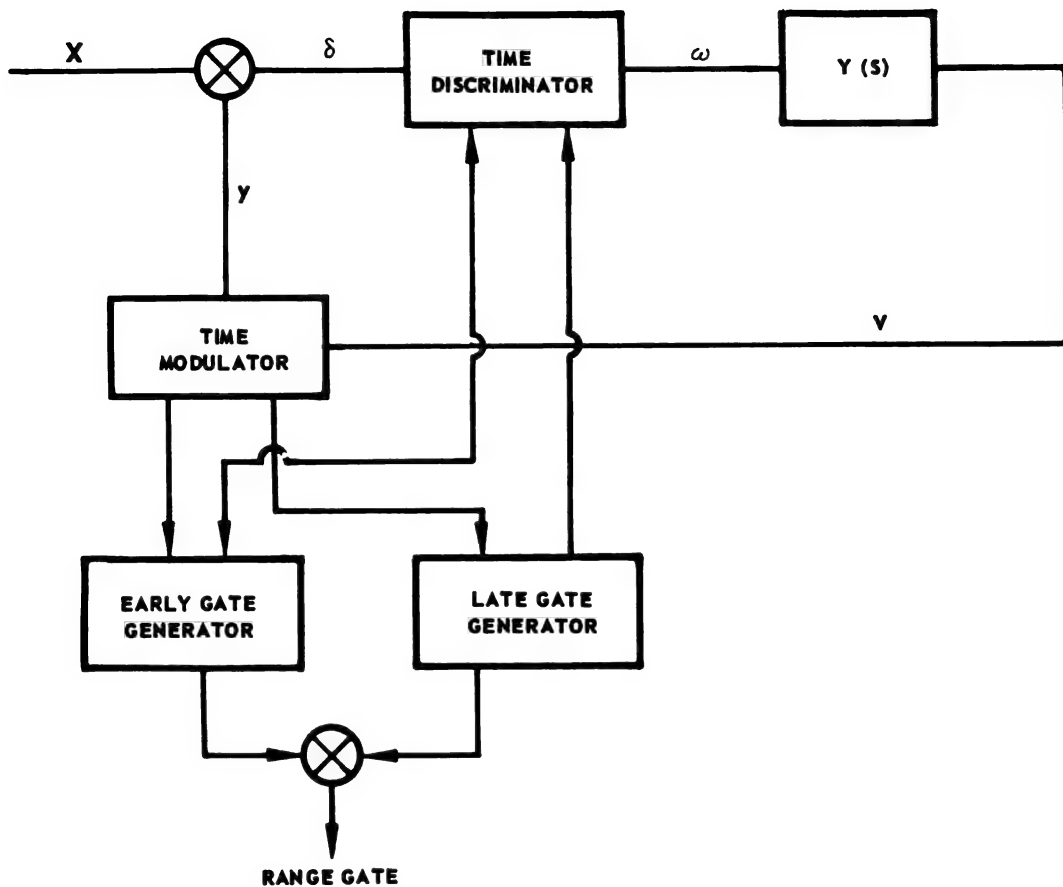 X
δ
TIME
DISCRIMINATOR
ω
Y (S)
y
TIME
MODULATOR
V
EARLY GATE
GENERATOR
LATE GATE
GENERATOR
RANGE GATE